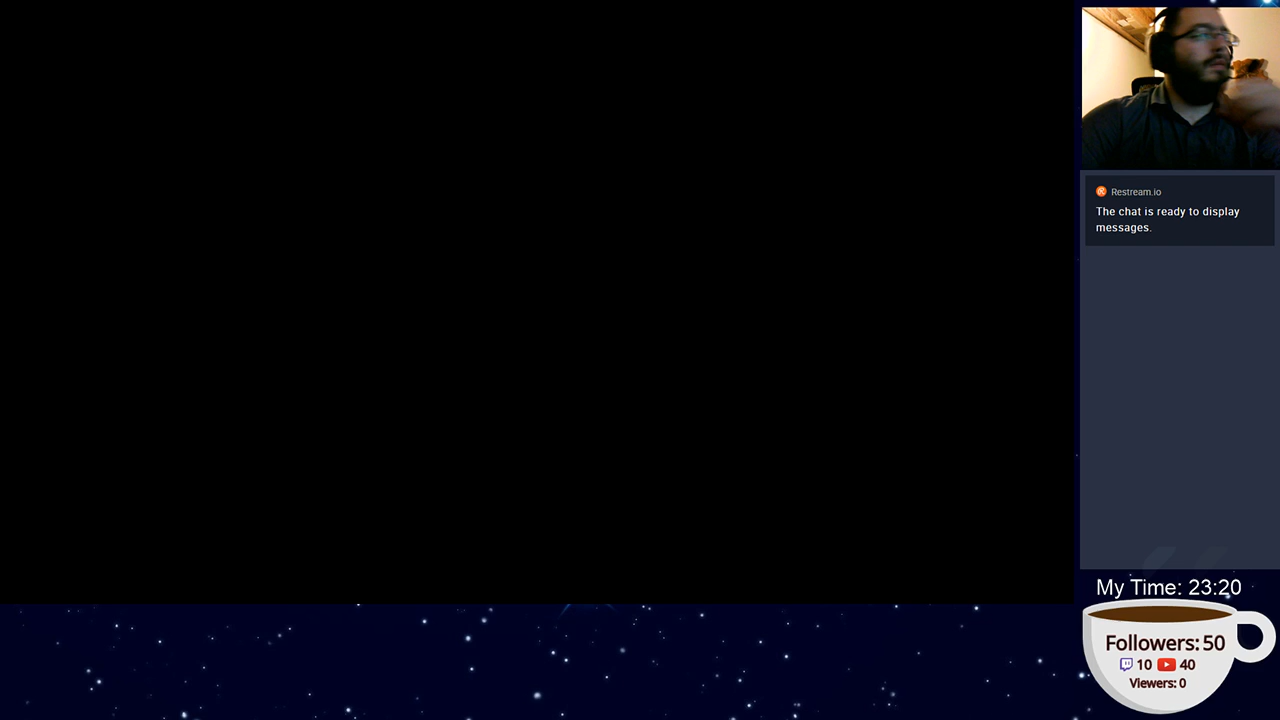 Restream.io
The chat is ready to display
messages.
My Time: 23:20
Followers: 50
10 40
Viewers: 0